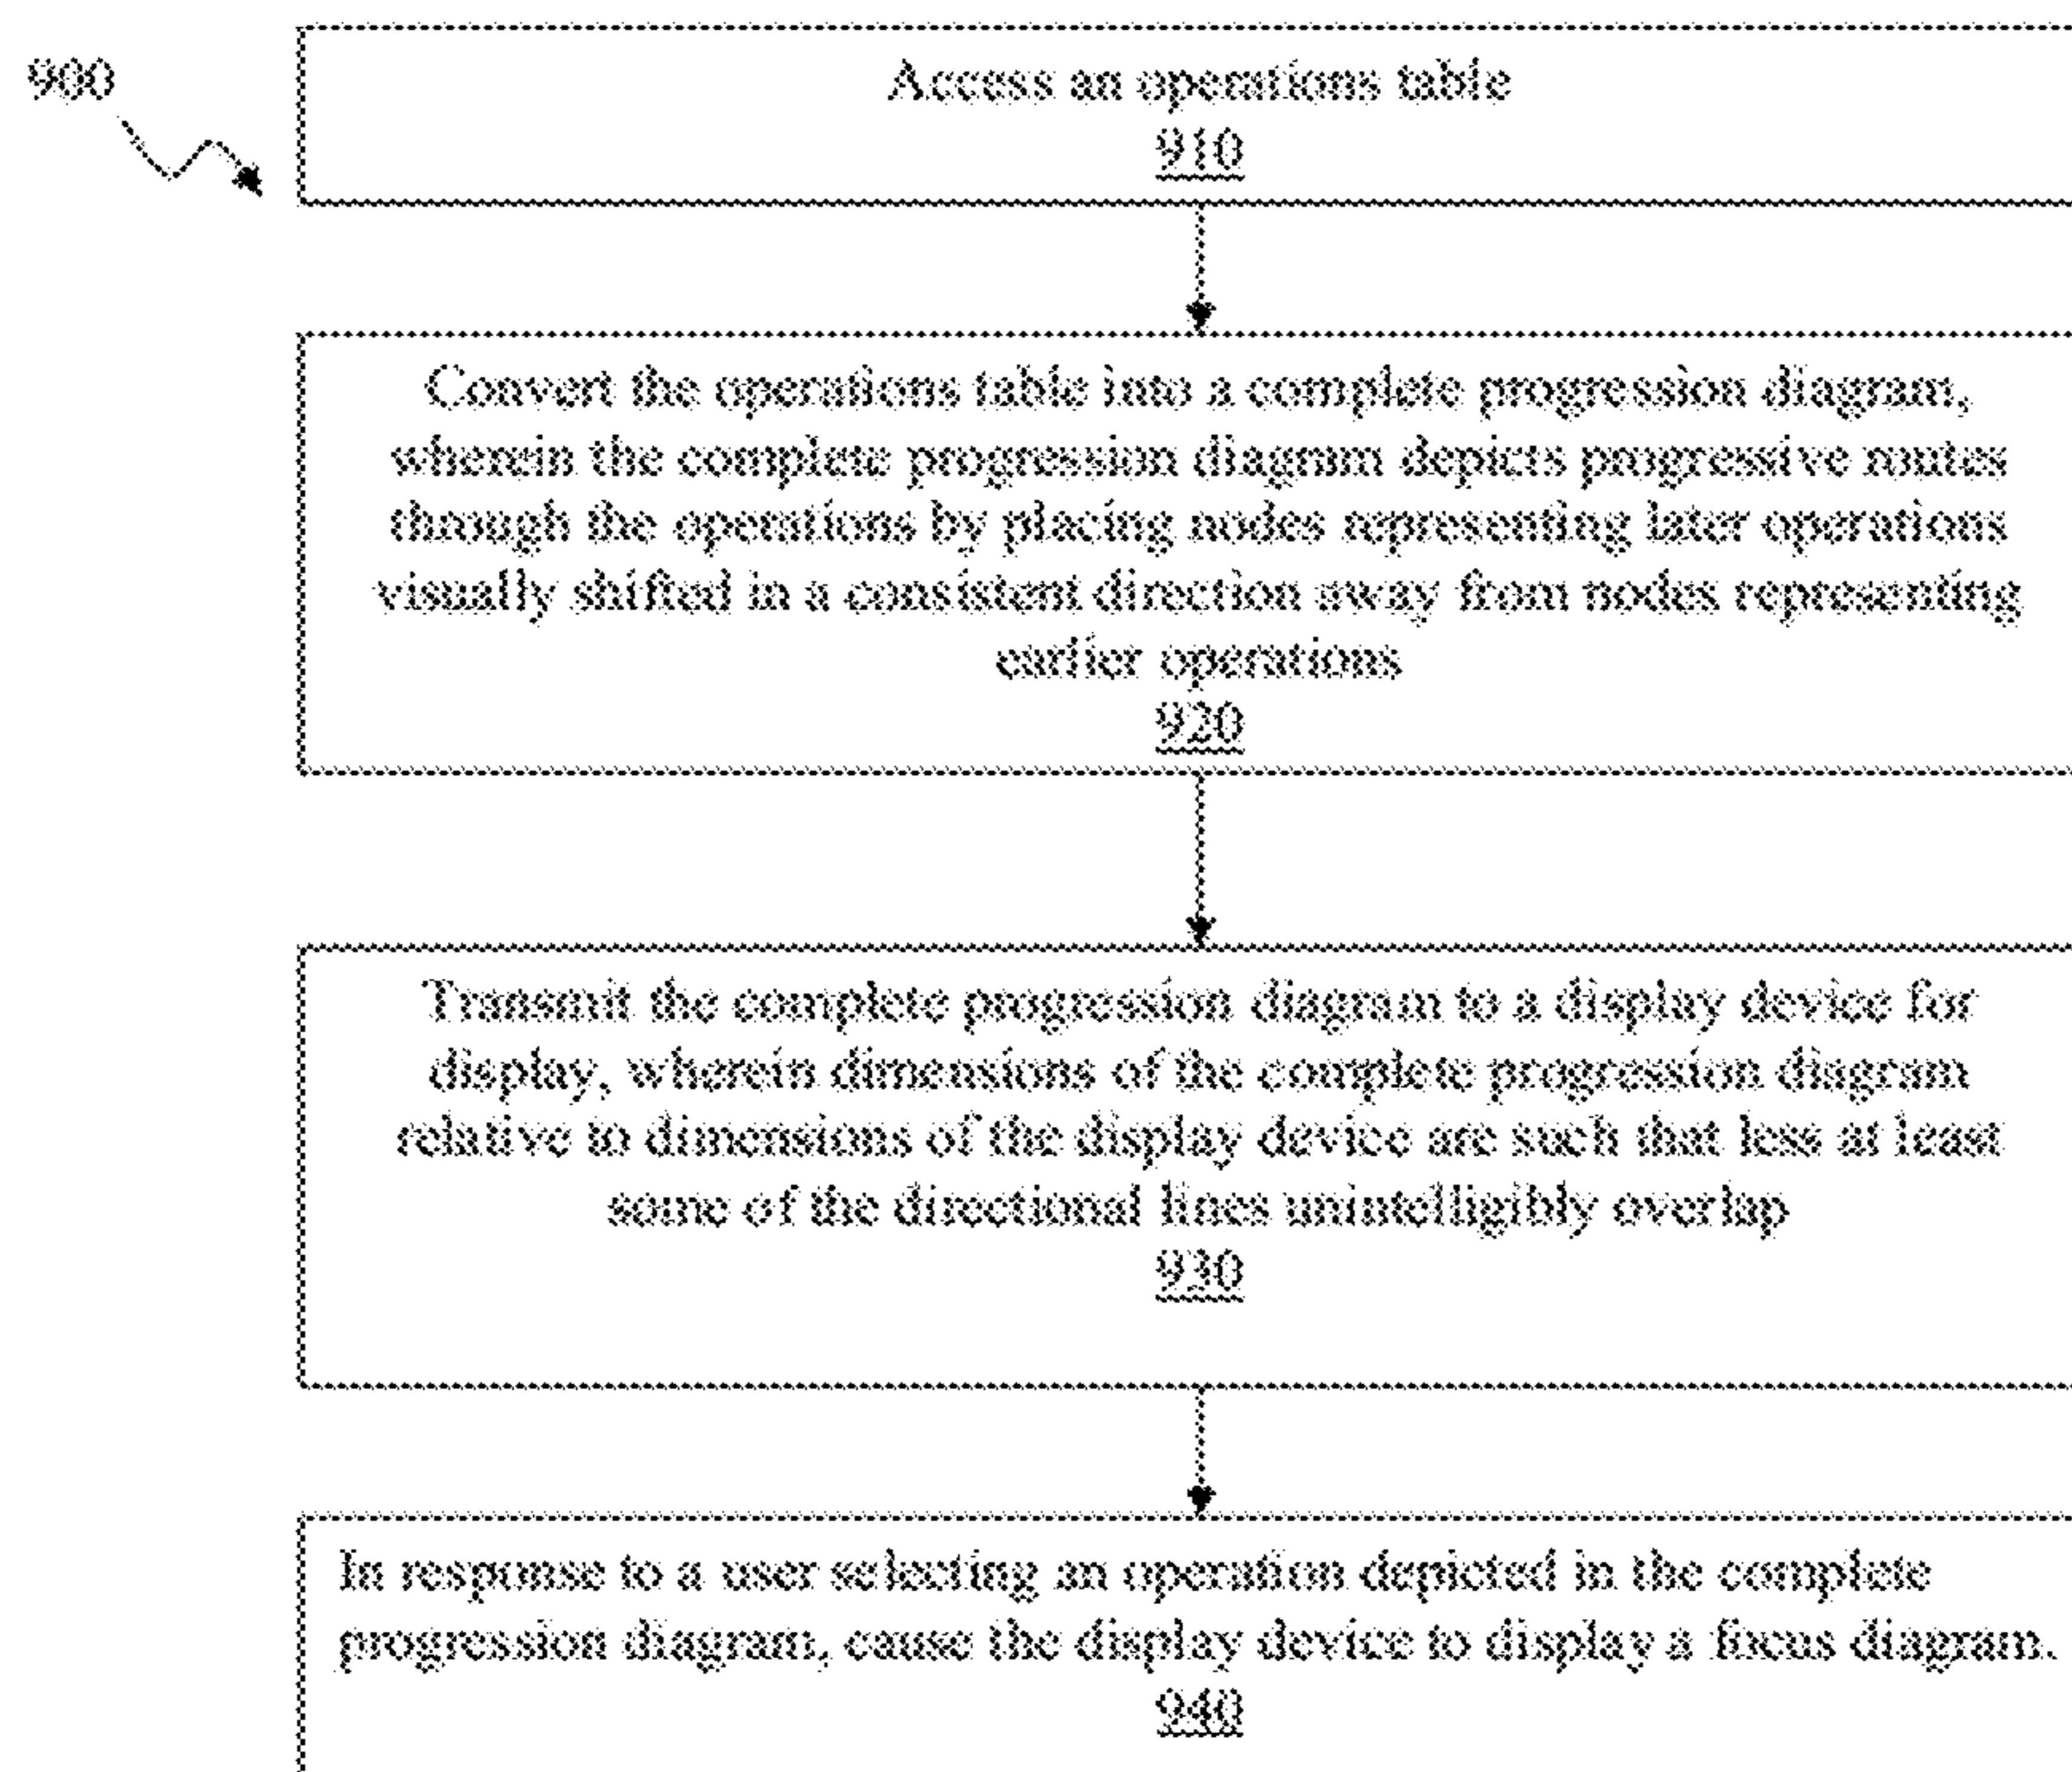 900
Access an operations table
910
Convert the operations table into a complete progression diagram,
wherein the complete progression diagram depicts progressive routes
through the operations by placing nodes representing later operations
visually shifted in a consistent direction away from nodes representing
earlier operations
920
Transmit the complete progression diagram to a display device for
display, wherein dimensions of the complete progression diagram
relative to dimensions of the display device are such that less at least
some of the directional lines unintelligibly overlap
930
In response to a user selecting an operation depicted in the complete
progression diagram, cause the display device to display a focus diagram.
940